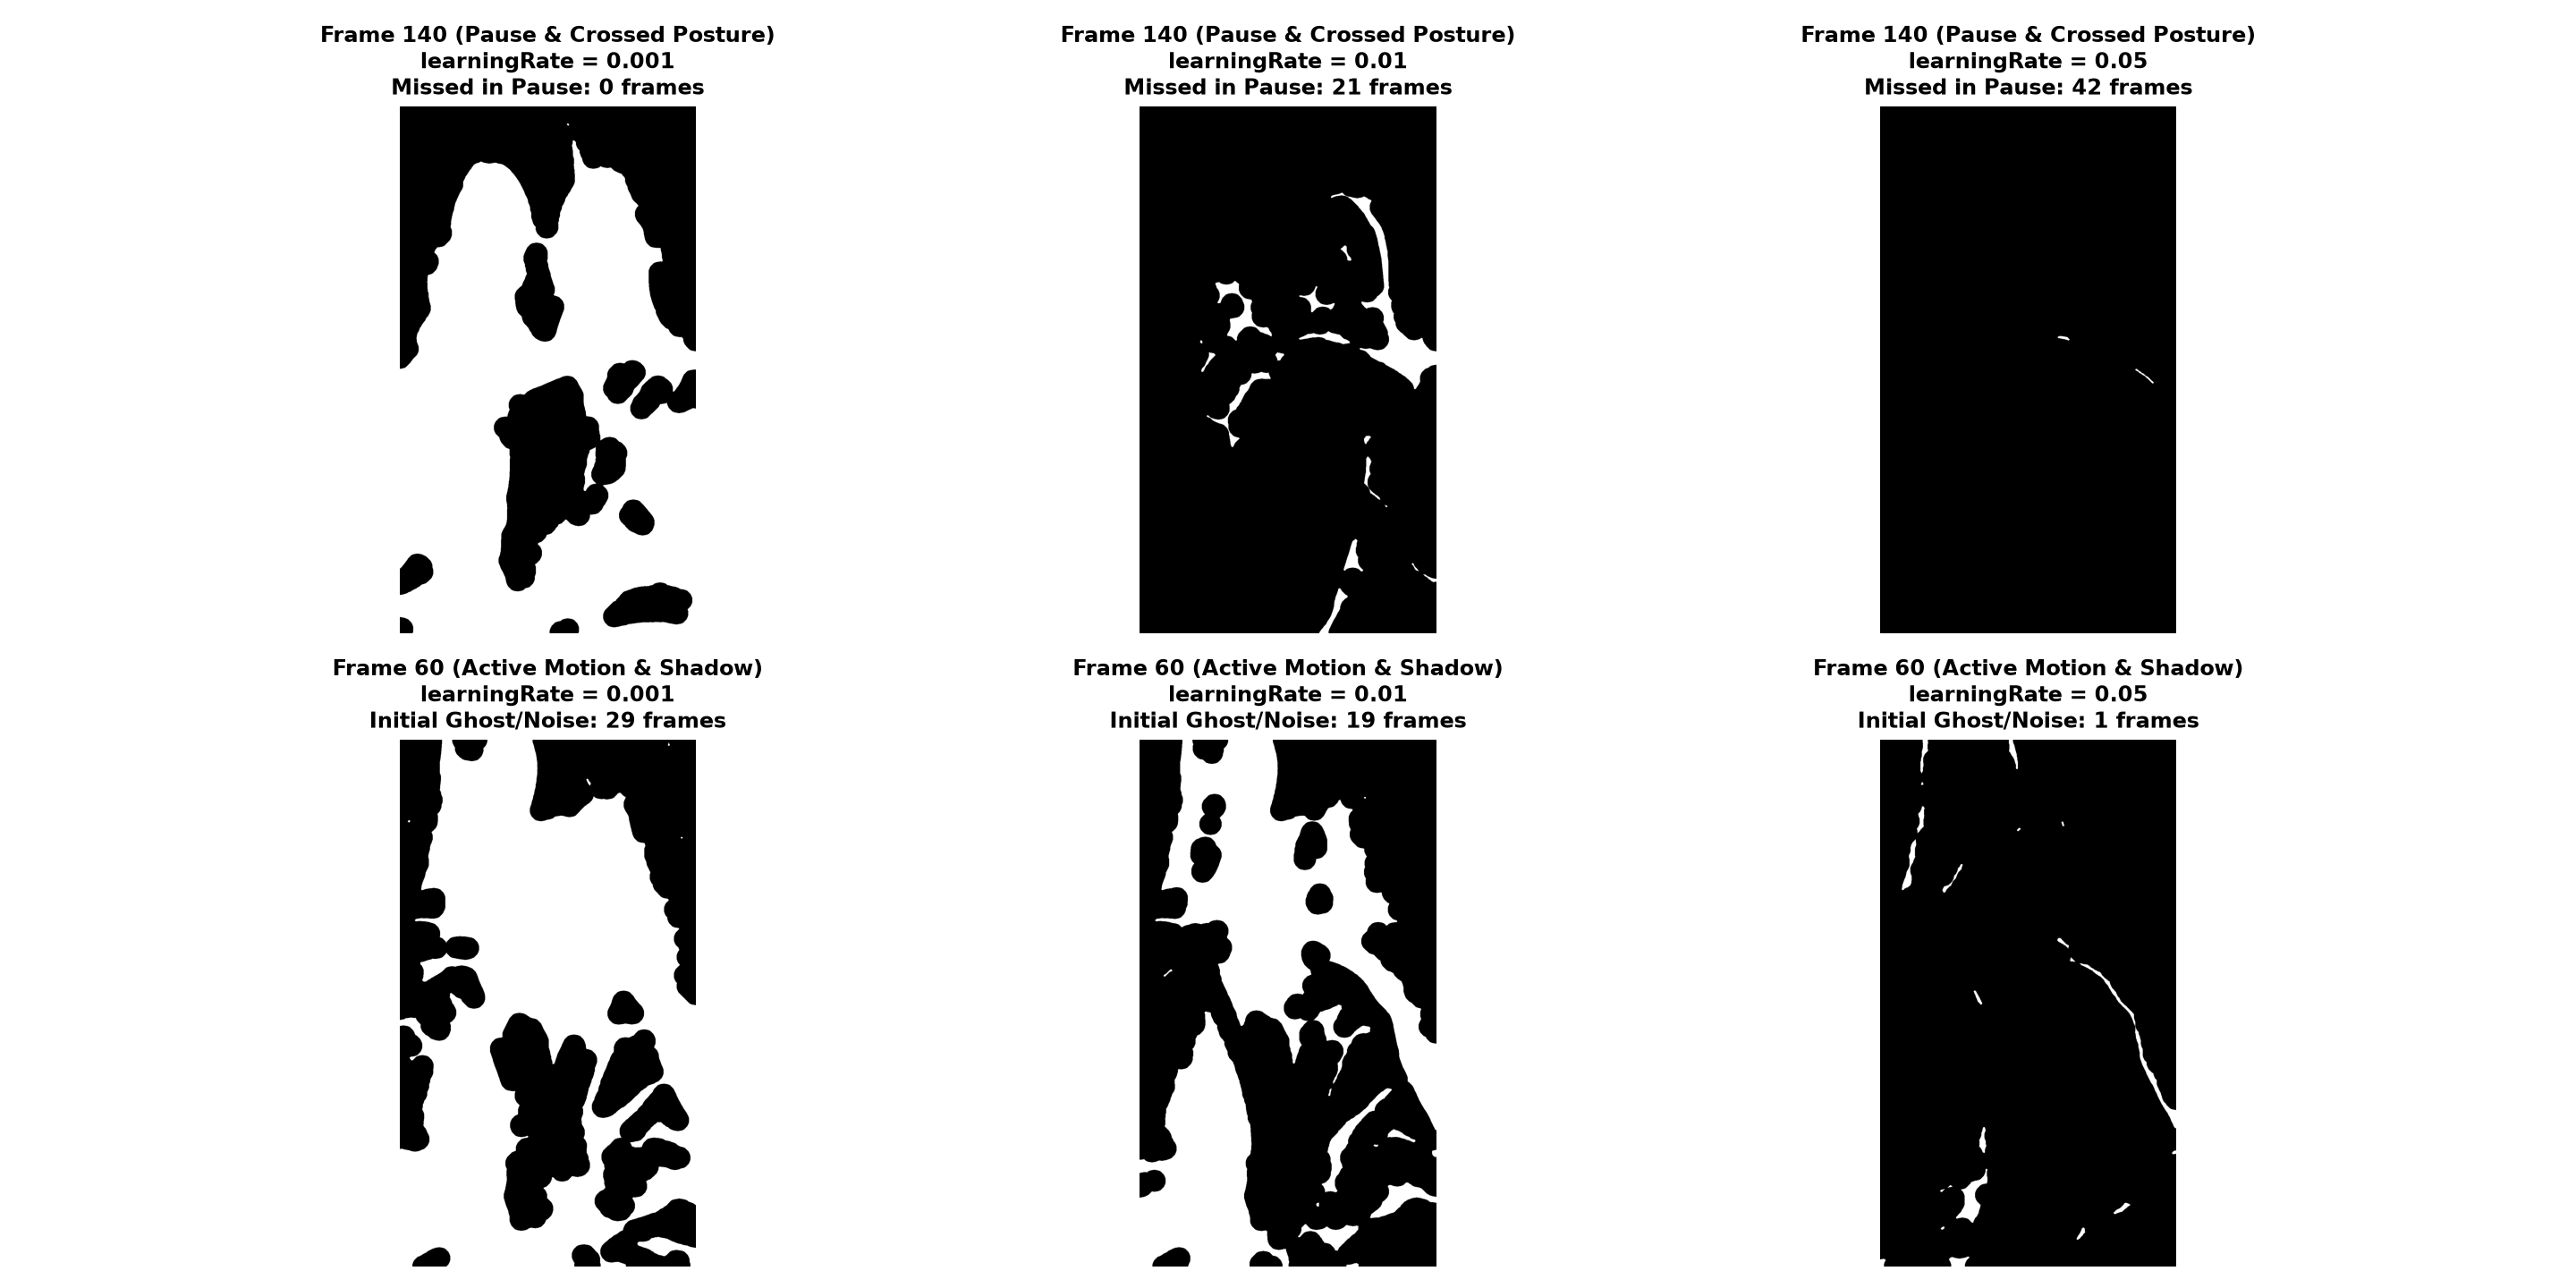 Frame 140 (Pause & Crossed Posture)
learningRate = 0.001
Missed in Pause: 0 frames
Frame 140 (Pause & Crossed Posture)
learningRate = 0.01
Missed in Pause: 21 frames
Frame 140 (Pause & Crossed Posture)
learningRate = 0.05
Missed in Pause: 42 frames
Frame 60 (Active Motion & Shadow)
learningRate = 0.001
Initial Ghost/Noise: 29 frames
Frame 60 (Active Motion & Shadow)
learningRate = 0.01
Initial Ghost/Noise: 19 frames
Frame 60 (Active Motion & Shadow)
learningRate = 0.05
Initial Ghost/Noise: 1 frames